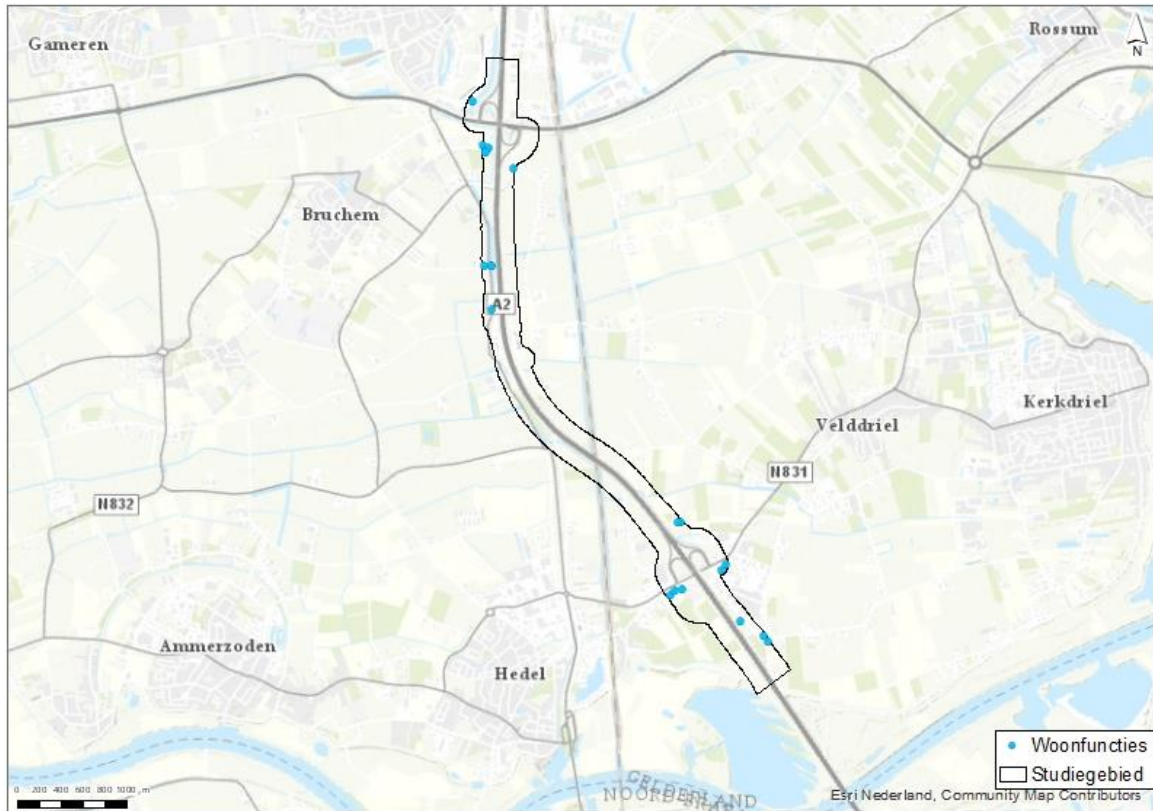 Gameren
Rossum
N
Bruchem
A2
Kerkdriel
Velddriel
N831
N832
Ammerzoden
Hedel
Woonfuncties
Studiegebied
0 200 400 600 800 1000 m
GELDERLAND
Esri Nederland, Community Map Contributors